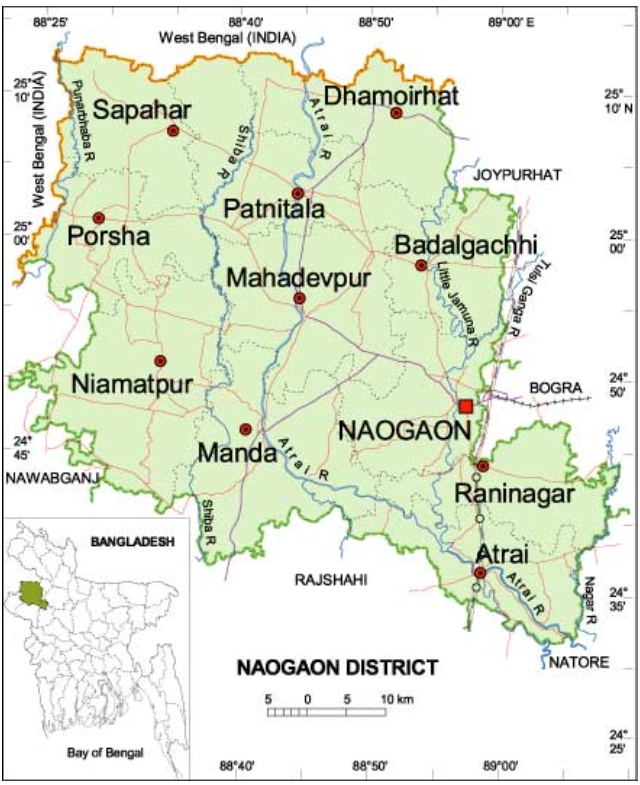 88°25'
88°40'
88°50'
89°00' E
West Bengal (INDIA)
25°
10'
25°
10' N
West Bengal (INDIA)
Punarbhaba R
Sapahar
Shiba R
Atrai R
Dhamoirhat
JOYPURHAT
Patnitala
Porsha
25°
00'
25°
00'
Badalgachhi
Mahadevpur
Little Jamuna R
Tulsi Ganga R
Niamatpur
24°
50'
BOGRA
NAOGAON
24°
45'
Manda
Atrai R
NAWABGANJ
Raninagar
Shiba R
BANGLADESH
Atrai
RAJSHAHI
Atrai R
Nagar R
24°
35'
NATORE
NAOGAON DISTRICT
5 0 5 10 km
24°
25'
Bay of Bengal
88°40'
88°50'
89°00'